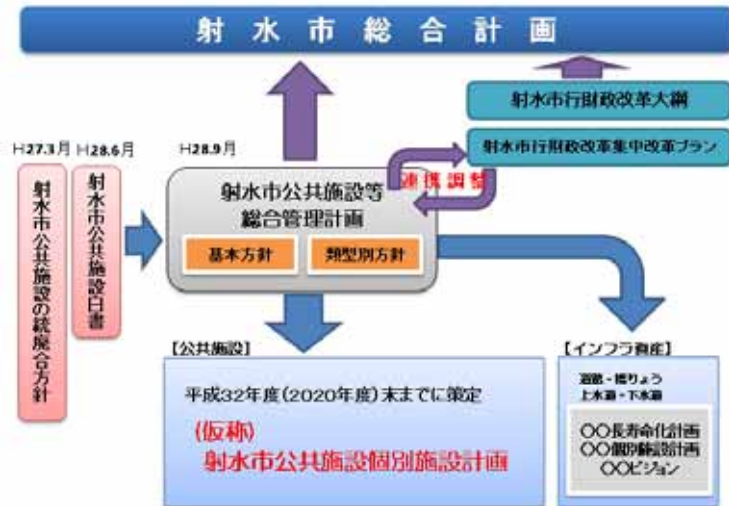 射水市総合計画
射水市行財政改革大綱
射水市行財政改革集中改革プラン
H27.3月
H28.6月
H28.9月
連携調整
射水市公共施設の統廃合方針
射水市公共施設白書
射水市公共施設等
総合管理計画
基本方針
類型別方針
【公共施設】
平成32年度(2020年度)末までに策定
(仮称)
射水市公共施設個別施設計画
【インフラ資産】
道路・橋りょう
上水道・下水道
〇〇長寿命化計画
〇〇個別施設計画
〇〇ビジョン